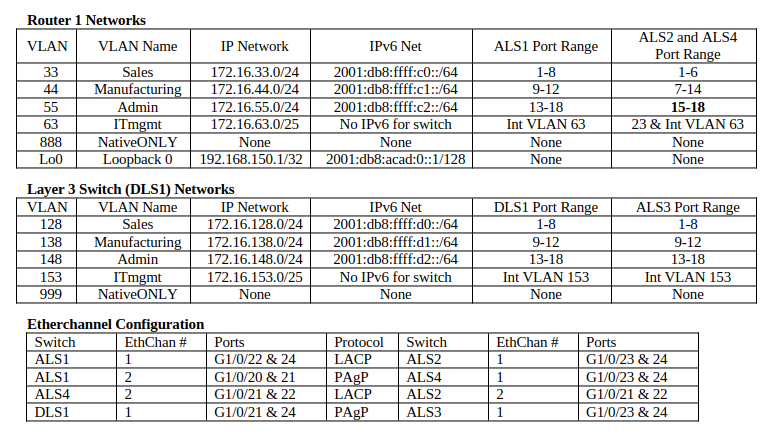 Router 1 Networks
VLAN VLAN Name IP Network IPv6 Net ALS1 Port Range ALS2 and ALS4 Port Range
33 Sales 172.16.33.0/24 2001:db8:ffff:c0::/64 1-8 1-6
44 Manufacturing 172.16.44.0/24 2001:db8:ffff:c1::/64 9-12 7-14
55 Admin 172.16.55.0/24 2001:db8:ffff:c2::/64 13-18 15-18
63 ITmgmt 172.16.63.0/25 No IPv6 for switch Int VLAN 63 23 & Int VLAN 63
888 NativeONLY None None None None
Lo0 Loopback 0 192.168.150.1/32 2001:db8:acad:0::1/128 None None
Layer 3 Switch (DLS1) Networks
VLAN VLAN Name IP Network IPv6 Net DLS1 Port Range ALS3 Port Range
128 Sales 172.16.128.0/24 2001:db8:ffff:d0::/64 1-8 1-8
138 Manufacturing 172.16.138.0/24 2001:db8:ffff:d1::/64 9-12 9-12
148 Admin 172.16.148.0/24 2001:db8:ffff:d2::/64 13-18 13-18
153 ITmgmt 172.16.153.0/25 No IPv6 for switch Int VLAN 153 Int VLAN 153
999 NativeONLY None None None None
Etherchannel Configuration
Switch EthChan # Ports Protocol Switch EthChan # Ports
ALS1 1 G1/0/22 & 24 LACP ALS2 1 G1/0/23 & 24
ALS1 2 G1/0/20 & 21 PAgP ALS4 1 G1/0/23 & 24
ALS4 2 G1/0/21 & 22 LACP ALS2 2 G1/0/21 & 22
DLS1 1 G1/0/21 & 24 PAgP ALS3 1 G1/0/23 & 24